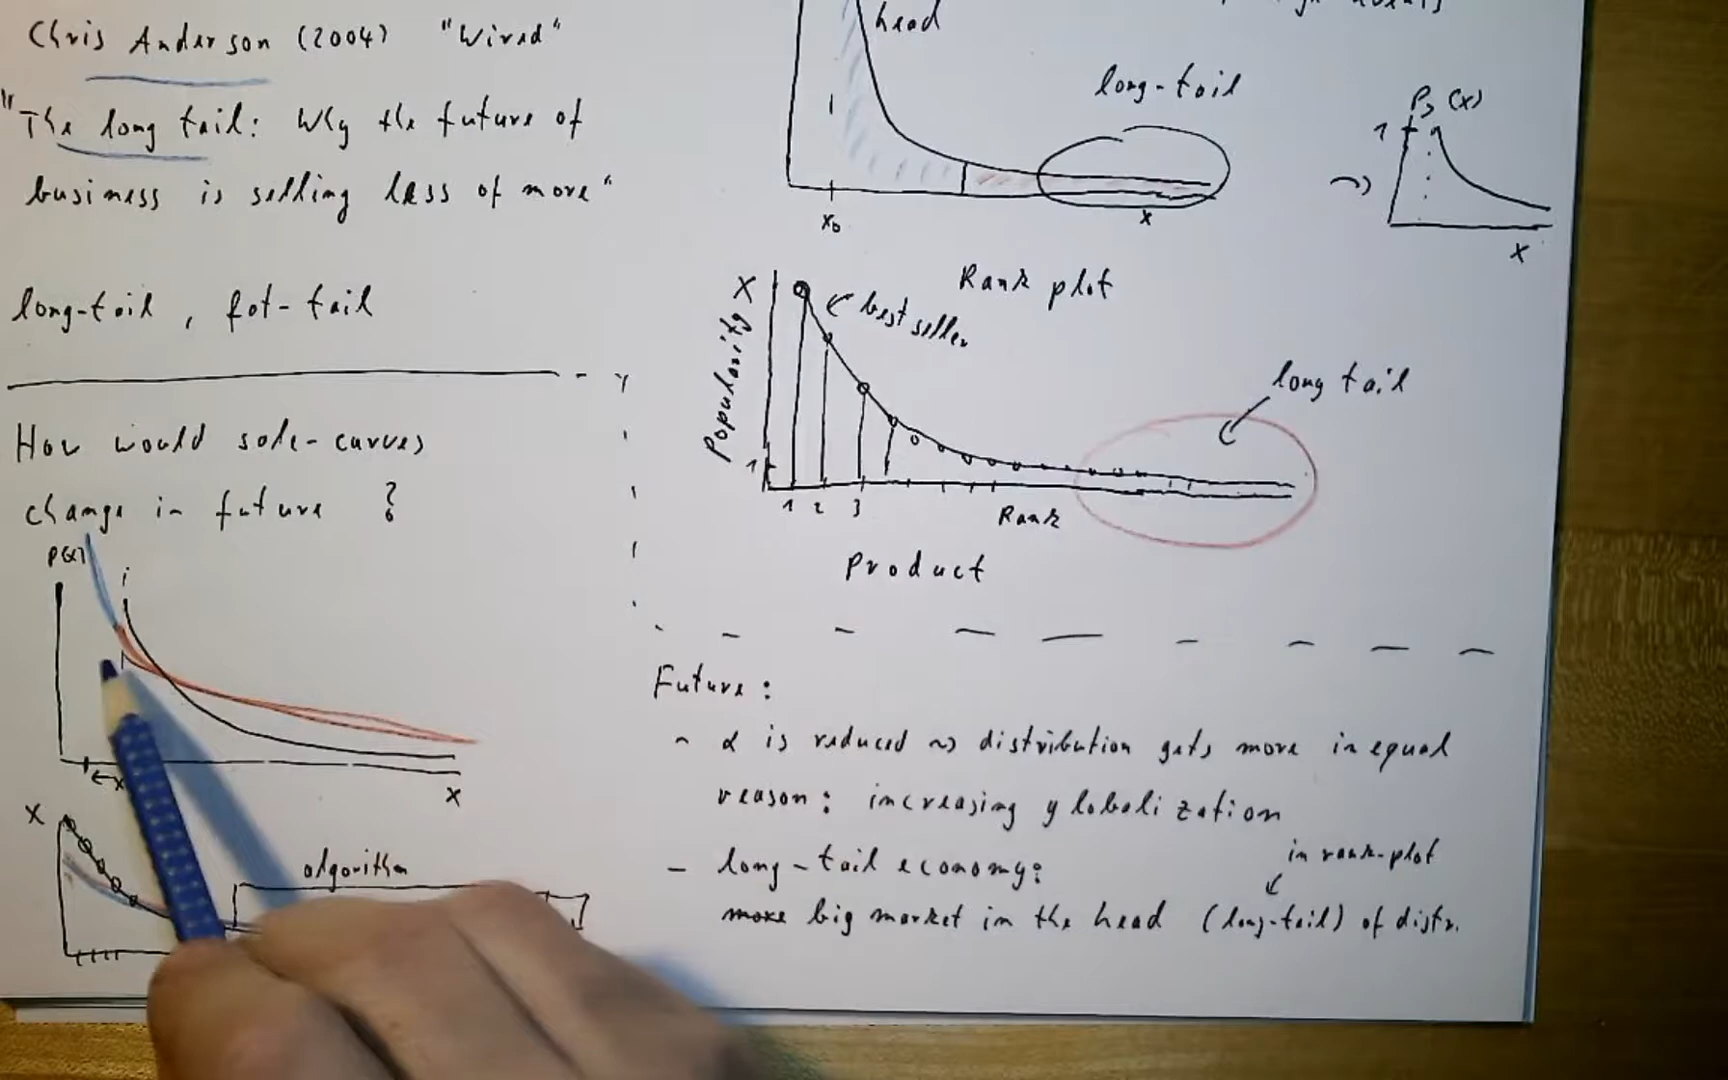 Chris Anderson (2004) "Wired"
"The long tail: Why the future of
business is selling less of more"
long-tail, fat-tail
How would sale-curves
change in future ?
P(x)
x
x
algorithm
head
long-tail
x0
x
P> (x)
1
x
Rank plot
x
Popularity
best seller
long tail
1
1 2 3
Rank
Product
Future:
~ α is reduced ~> distribution gets more inequal
reason: increasing globalization
in rank-plot
- long-tail economy:
make big market in the head (long-tail) of distr.